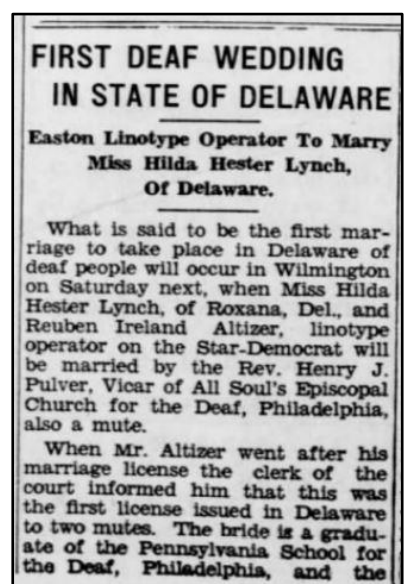 FIRST DEAF WEDDING
IN STATE OF DELAWARE
Easton Linotype Operator To Marry
Miss Hilda Hester Lynch,
Of Delaware.
What is said to be the first mar-
riage to take place in Delaware of
deaf people will occur in Wilmington
on Saturday next, when Miss Hilda
Hester Lynch, of Roxana, Del., and
Reuben Ireland Altizer, linotype
operator on the Star-Democrat will
be married by the Rev. Henry J.
Pulver, Vicar of All Soul's Episcopal
Church for the Deaf, Philadelphia,
also a mute.
When Mr. Altizer went after his
marriage license the clerk of the
court informed him that this was
the first license issued in Delaware
to two mutes. The bride is a gradu-
ate of the Pennsylvania School for
the Deaf, Philadelphia, and the